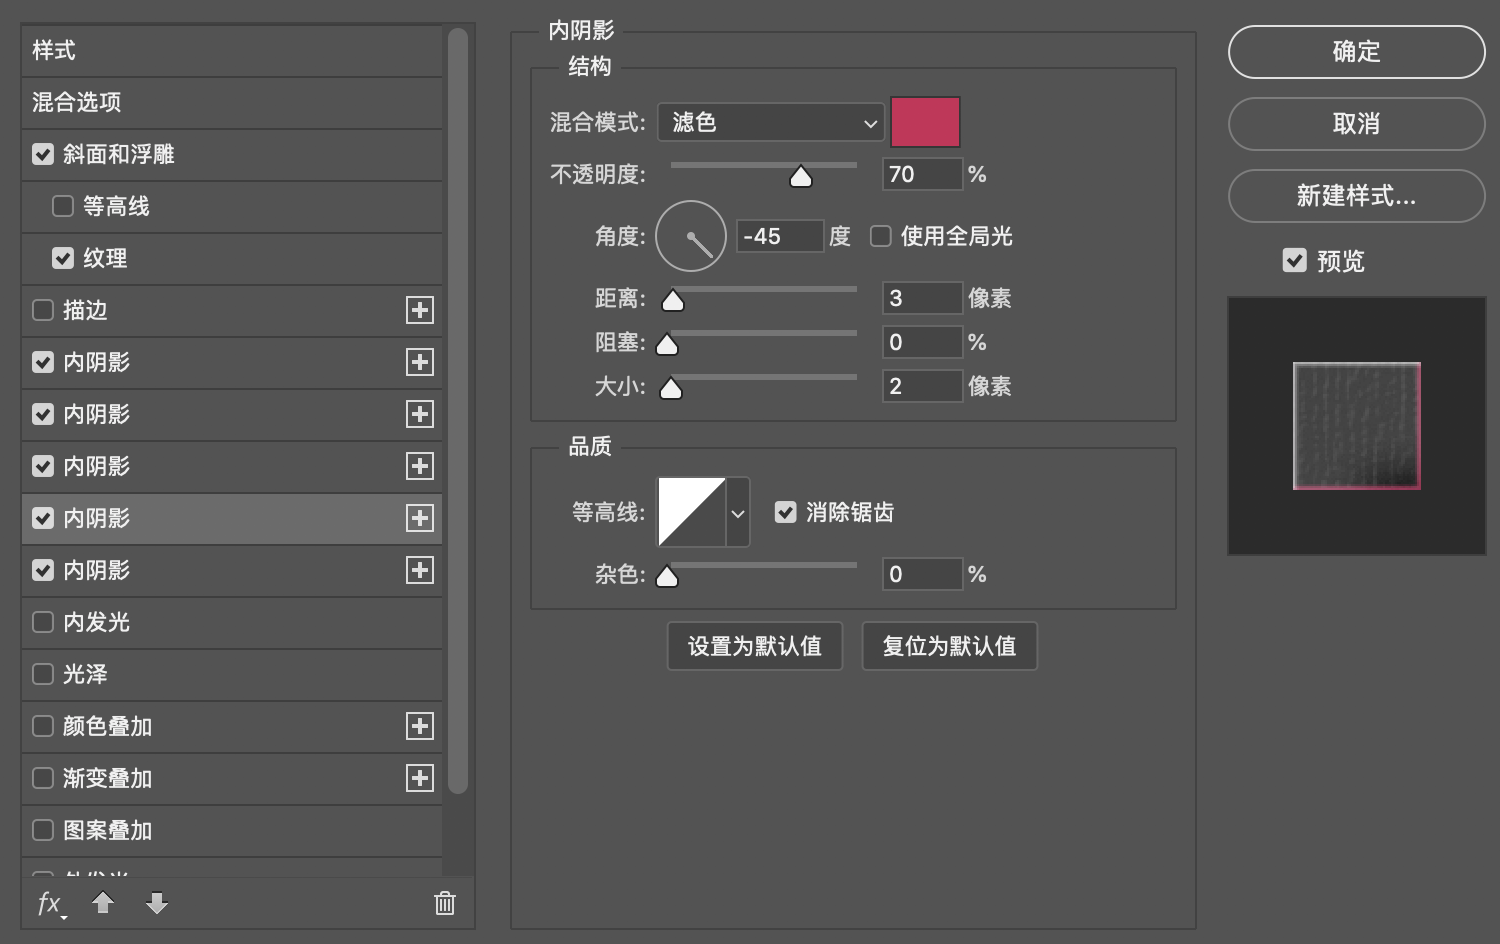 样式
混合选项
斜面和浮雕
等高线
纹理
描边
内阴影
内阴影
内阴影
内阴影
内阴影
内发光
光泽
颜色叠加
渐变叠加
图案叠加
外发光
fx
内阴影
结构
混合模式: 滤色
不透明度: 70 %
角度: -45 度 使用全局光
距离: 3 像素
阻塞: 0 %
大小: 2 像素
品质
等高线: 消除锯齿
杂色: 0 %
设置为默认值 复位为默认值
确定
取消
新建样式...
预览